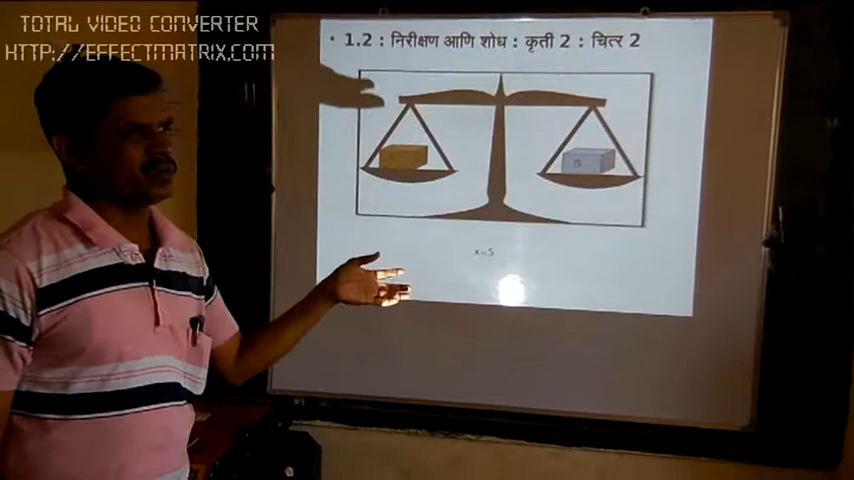 TOTAL VIDEO CONVERTER
HTTP://EFFECTMATRIX.COM
• 1.2 : निरीक्षण आणि शोध : कृती 2 : चित्र 2
5
x=5